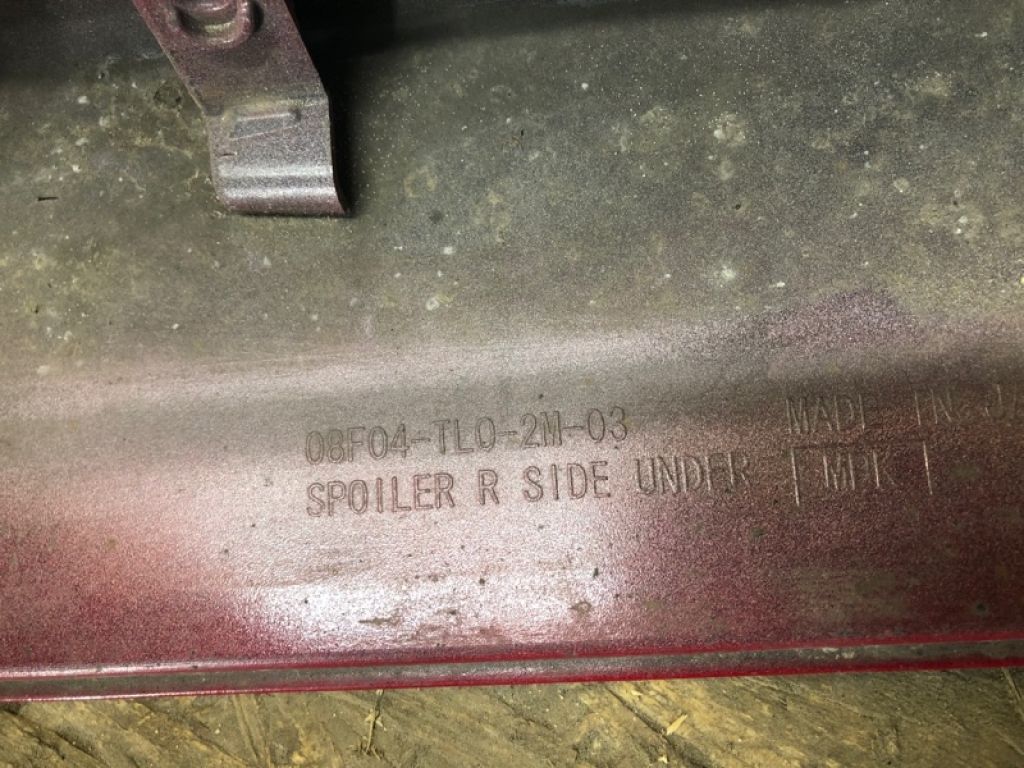 08F04-TL0-2M-03
SPOILER R SIDE UNDER
MADE IN
MPK